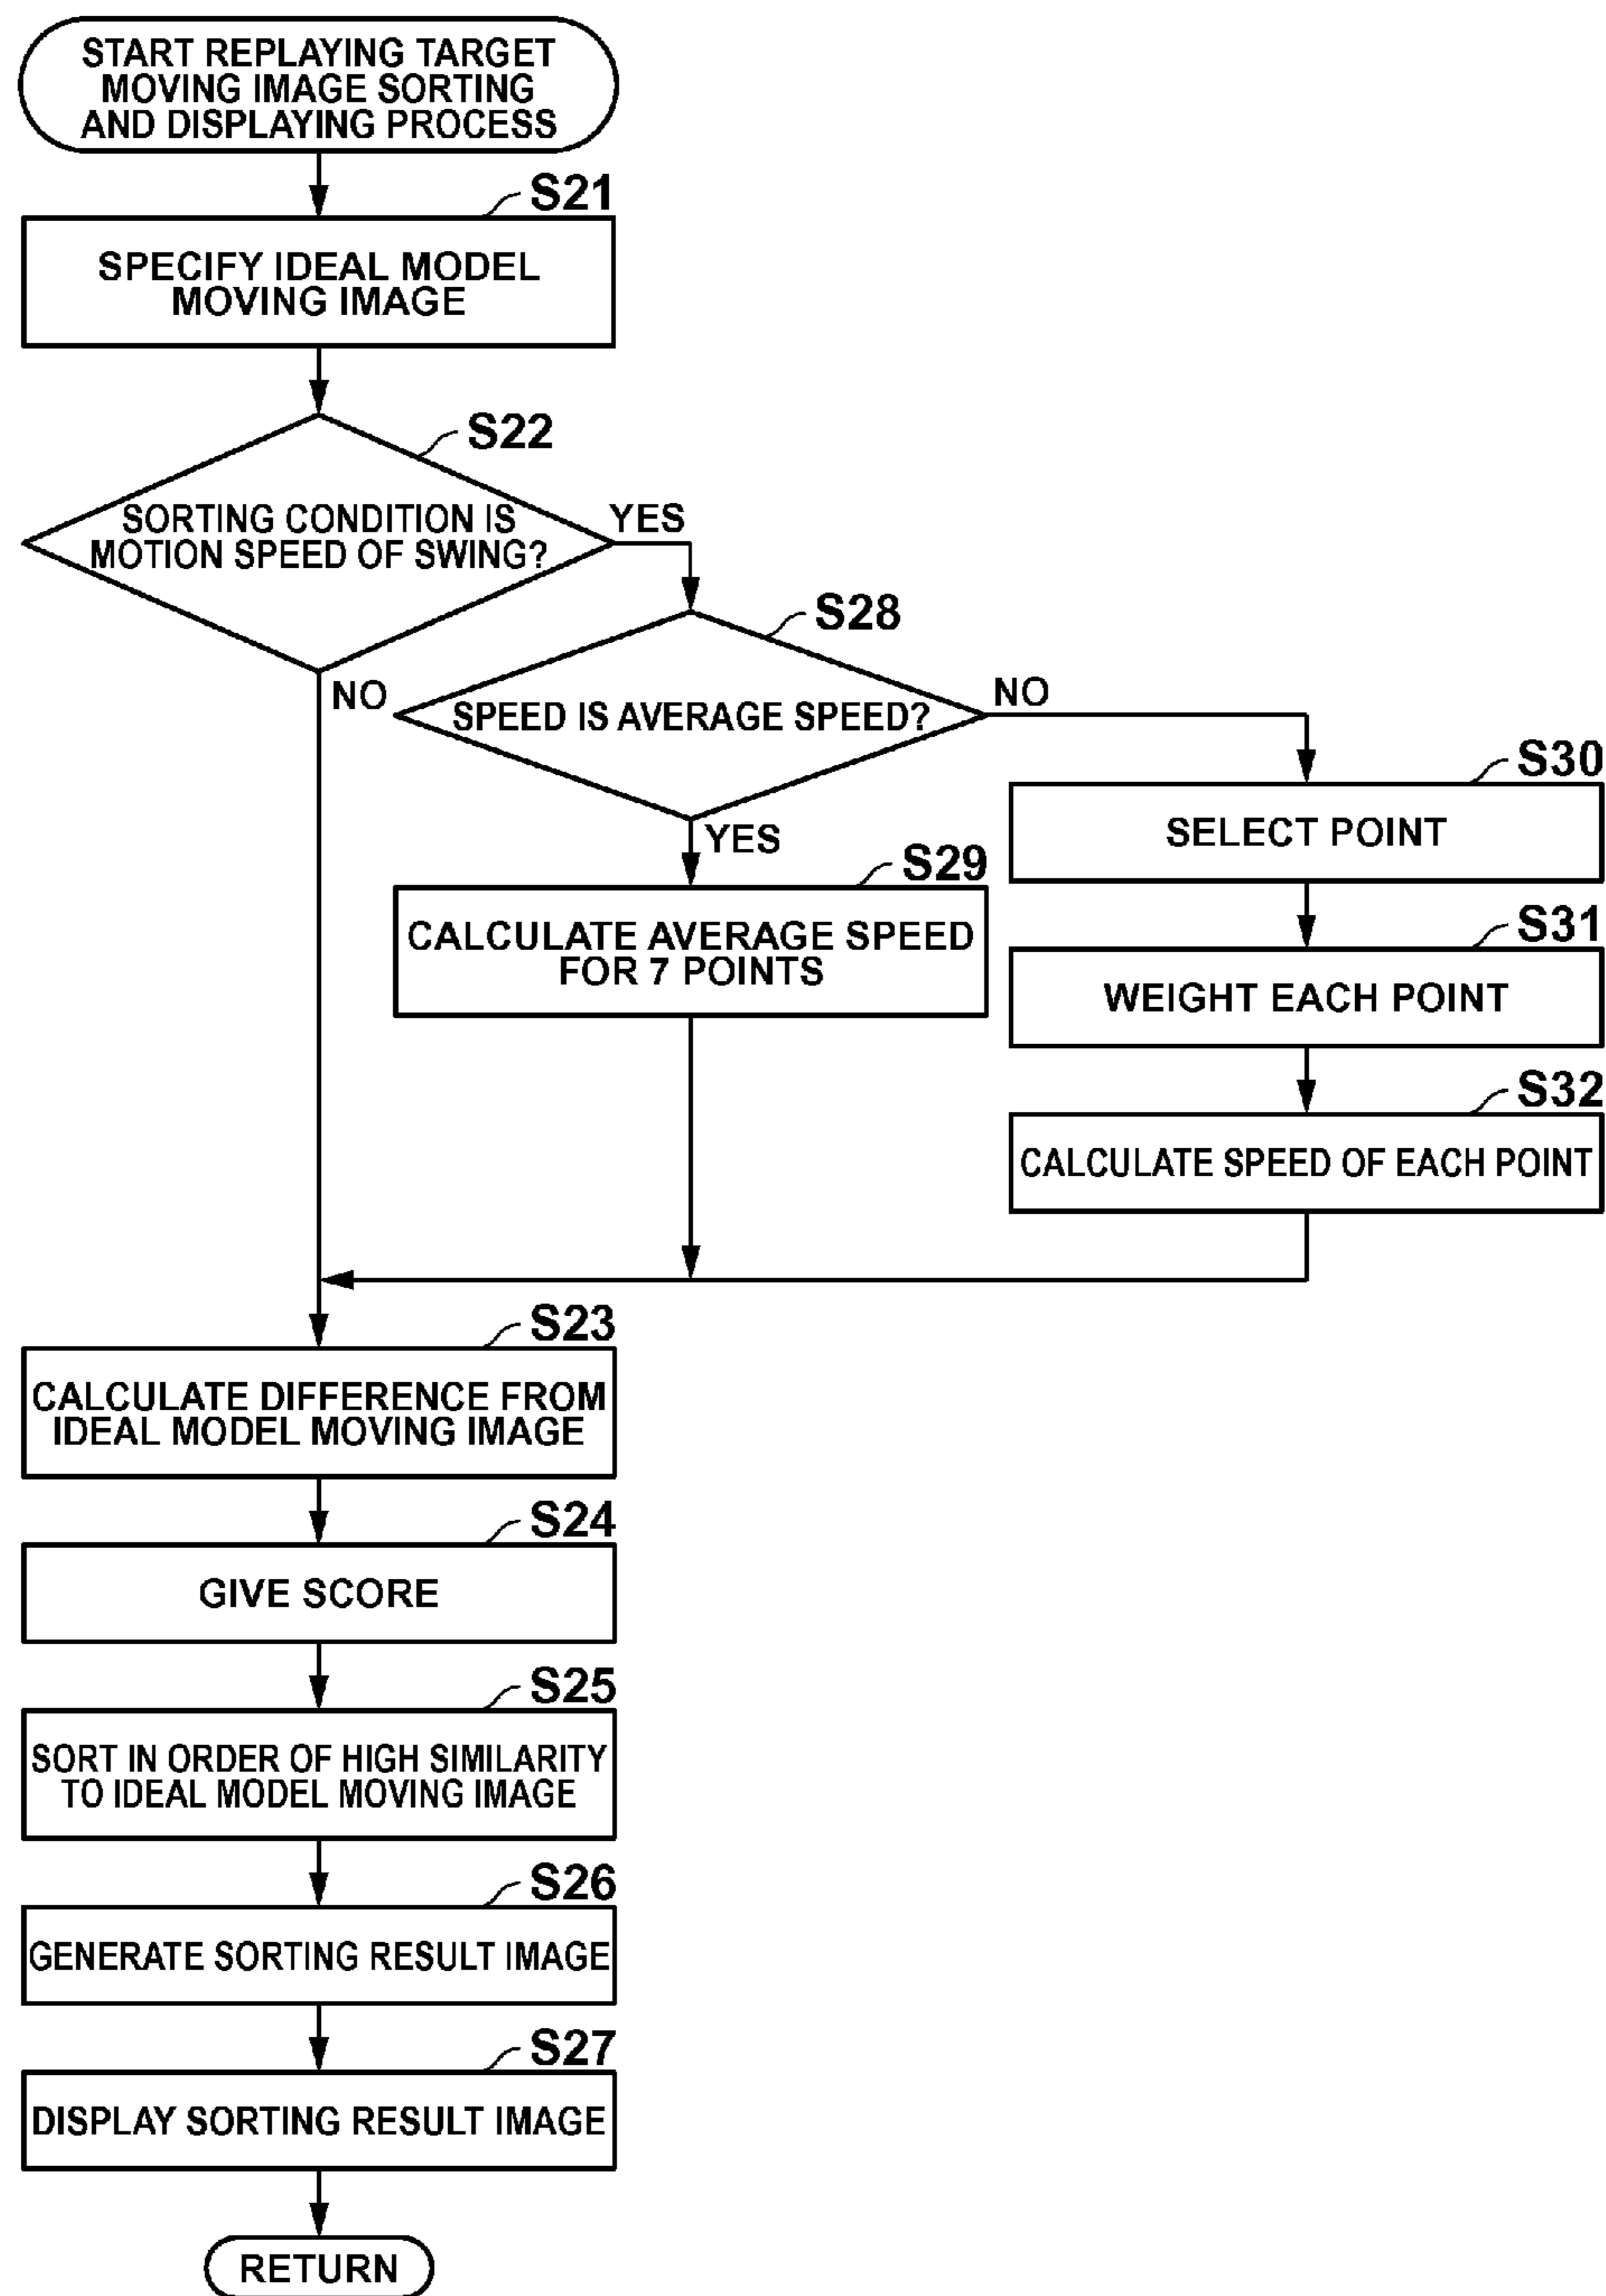 START REPLAYING TARGET
MOVING IMAGE SORTING
AND DISPLAYING PROCESS
S21
SPECIFY IDEAL MODEL
MOVING IMAGE
S22
SORTING CONDITION IS
MOTION SPEED OF SWING?
YES
NO
S28
SPEED IS AVERAGE SPEED?
NO
YES
S29
CALCULATE AVERAGE SPEED
FOR 7 POINTS
S30
SELECT POINT
S31
WEIGHT EACH POINT
S32
CALCULATE SPEED OF EACH POINT
S23
CALCULATE DIFFERENCE FROM
IDEAL MODEL MOVING IMAGE
S24
GIVE SCORE
S25
SORT IN ORDER OF HIGH SIMILARITY
TO IDEAL MODEL MOVING IMAGE
S26
GENERATE SORTING RESULT IMAGE
S27
DISPLAY SORTING RESULT IMAGE
RETURN